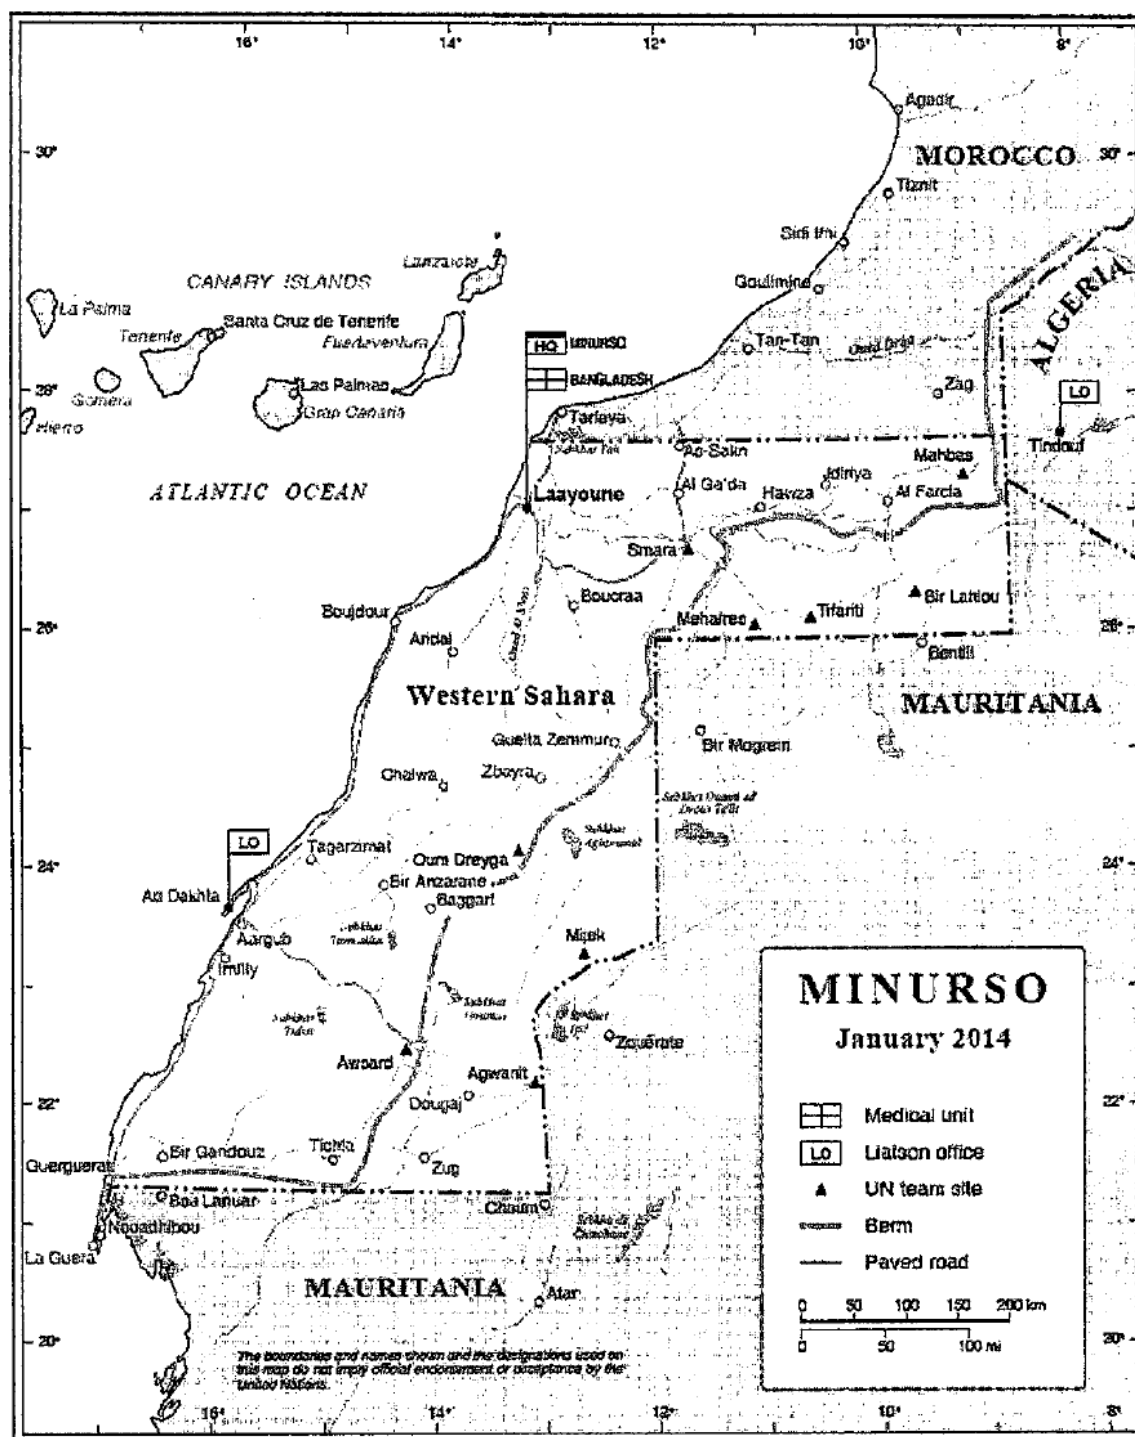 16° 14° 12° 10° 8°
Agadir
30°
MOROCCO
30°
Tiznit
Sidi Ifni
Lanzarote
CANARY ISLANDS
Goulimine
ALGERIA
La Palma
Santa Cruz de Tenerife
Tenerife
Fuerteventura
HQ MINURSO
Tan-Tan
BANGLADESH
Las Palmas
28°
Zag
LO
Gomera
Gran Canaria
Hierro
Tarfaya
Tindouf
As-Sakn
Mahbas
ATLANTIC OCEAN
Laayoune
Al Ga'da
Jdiriya
Hawza
Al Farcia
Smara
Boucraa
Bir Lahlou
Boujdour
Mehaires
Tifariti
26°
26°
Aridal
Bentili
Western Sahara
MAURITANIA
Guelta Zemmur
Bir Mogrein
Chalwa
Zbayra
LO
Tagarzimat
Oum Dreyga
24°
24°
Bir Anzarane
Ad Dakhla
Baggari
Aargub
Mijek
Imlily
MINURSO
January 2014
Zouérate
Awsard
Agwanit
22°
Dougaj
22°
Medical unit
Bir Gandouz
Tichla
Zug
LO Liaison office
Guerguerat
UN team site
Choum
Nouadhibou
Berm
La Guera
Paved road
MAURITANIA
Atar
0 50 100 150 200 km
0 50 100 mi
20°
20°
The boundaries and names shown and the designations used on
this map do not imply official endorsement or acceptance by the
United Nations.
16° 14° 12° 10° 8°